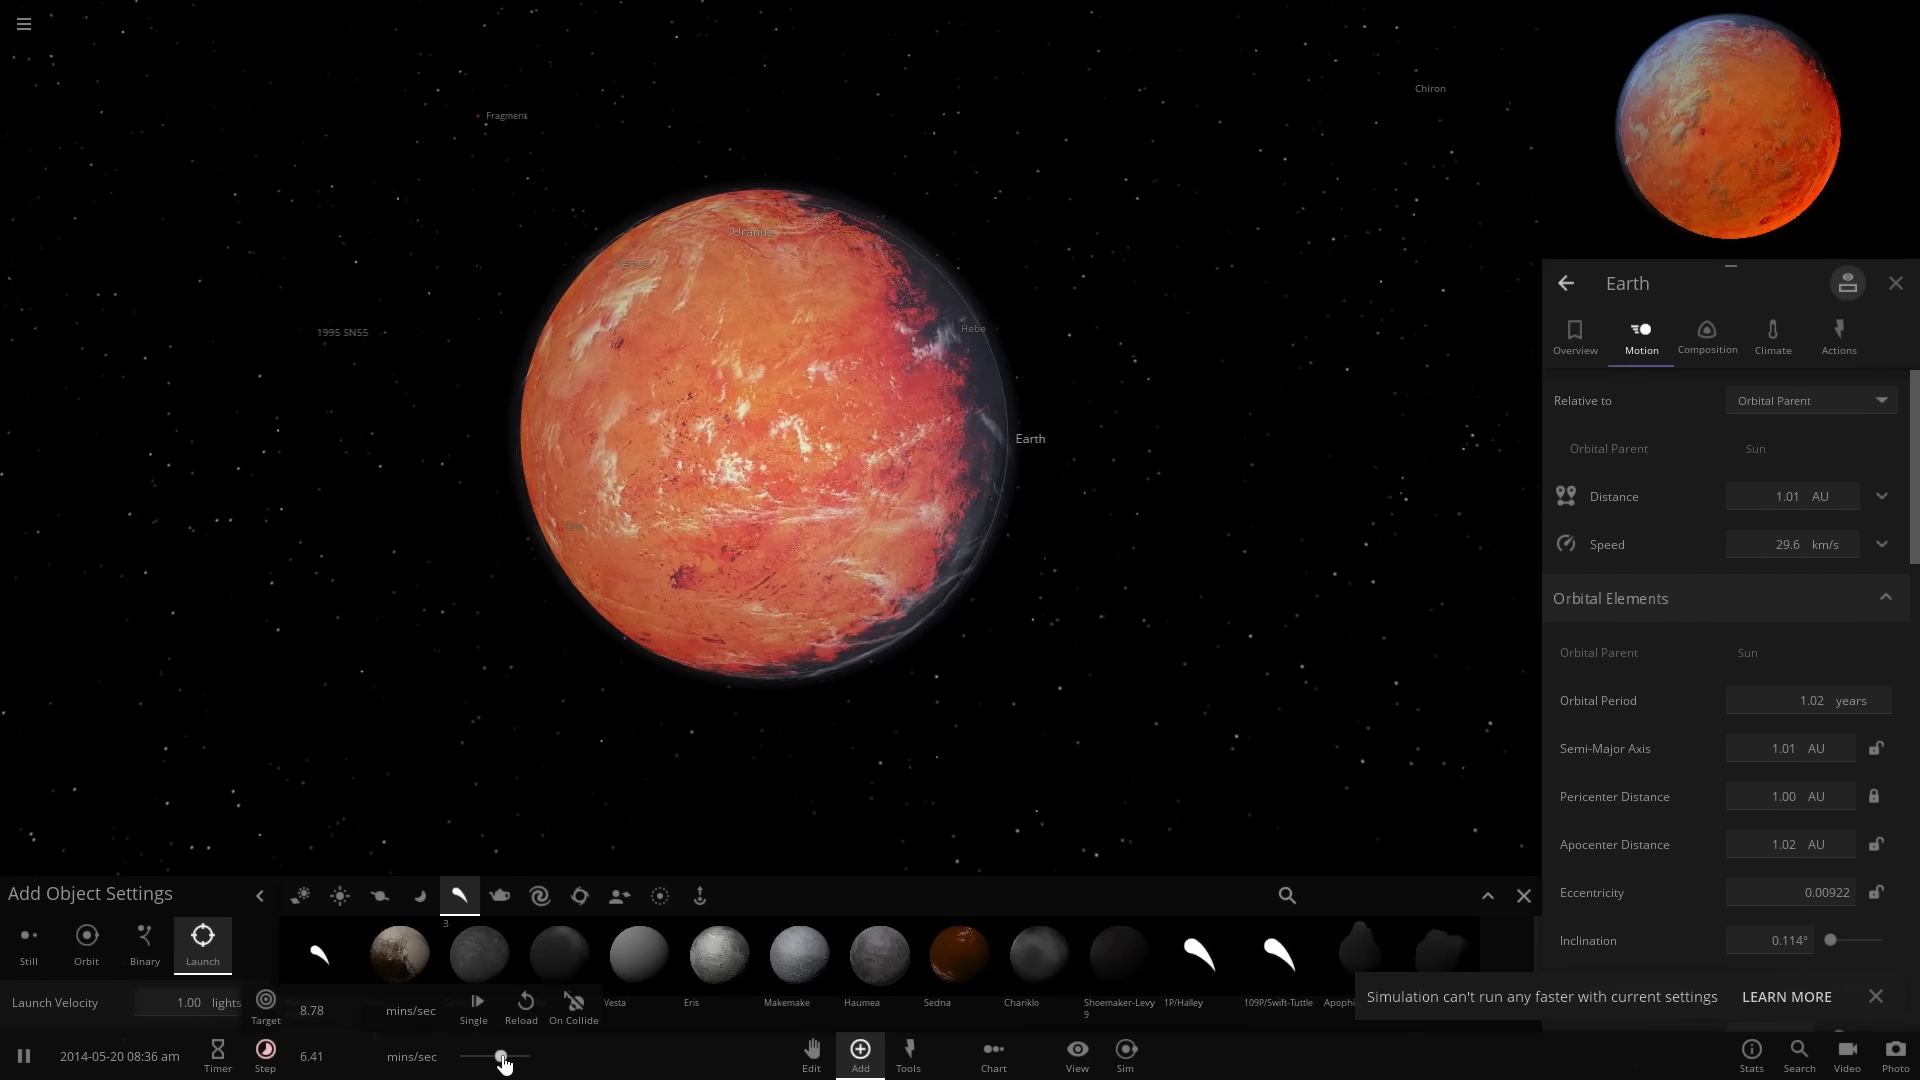 Chiron
Fragment
Uranus
1995 SN55
Hebe
Earth
Earth
Overview
Motion
Composition
Climate
Actions
Relative to
Orbital Parent
Orbital Parent
Sun
Distance
1.01 AU
Speed
29.6 km/s
Orbital Elements
Orbital Parent
Sun
Orbital Period
1.02 years
Semi-Major Axis
1.01 AU
Pericenter Distance
1.00 AU
Apocenter Distance
1.02 AU
Eccentricity
0.00922
Inclination
0.114°
Add Object Settings
3
Still
Orbit
Binary
Launch
Launch Velocity
1.00 lights
Target
8.78 mins/sec
Single
Reload
On Collide
Vesta
Eris
Makemake
Haumea
Sedna
Chariklo
Shoemaker-Levy
9
1P/Halley
109P/Swift-Tuttle
Simulation can't run any faster with current settings
LEARN MORE
2014-05-20 08:36 am
Timer
Step
6.41 mins/sec
Edit
Add
Tools
Chart
View
Sim
Stats
Search
Video
Photo